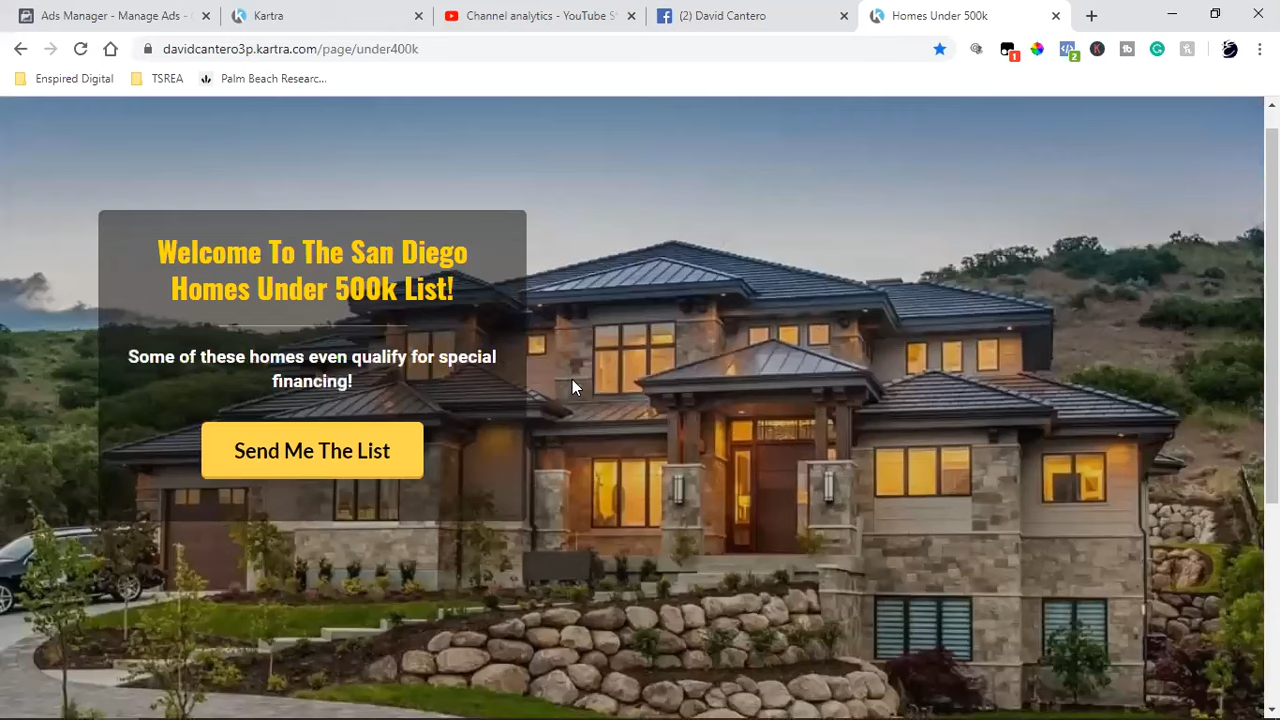 Ads Manager - Manage Ads -
Kartra
Channel analytics - YouTube S
(2) David Cantero
Homes Under 500k
davidcantero3p.kartra.com/page/under400k
1
2
Enspired Digital
TSREA
Palm Beach Researc...
Welcome To The San Diego
Homes Under 500k List!
Some of these homes even qualify for special
financing!
Send Me The List